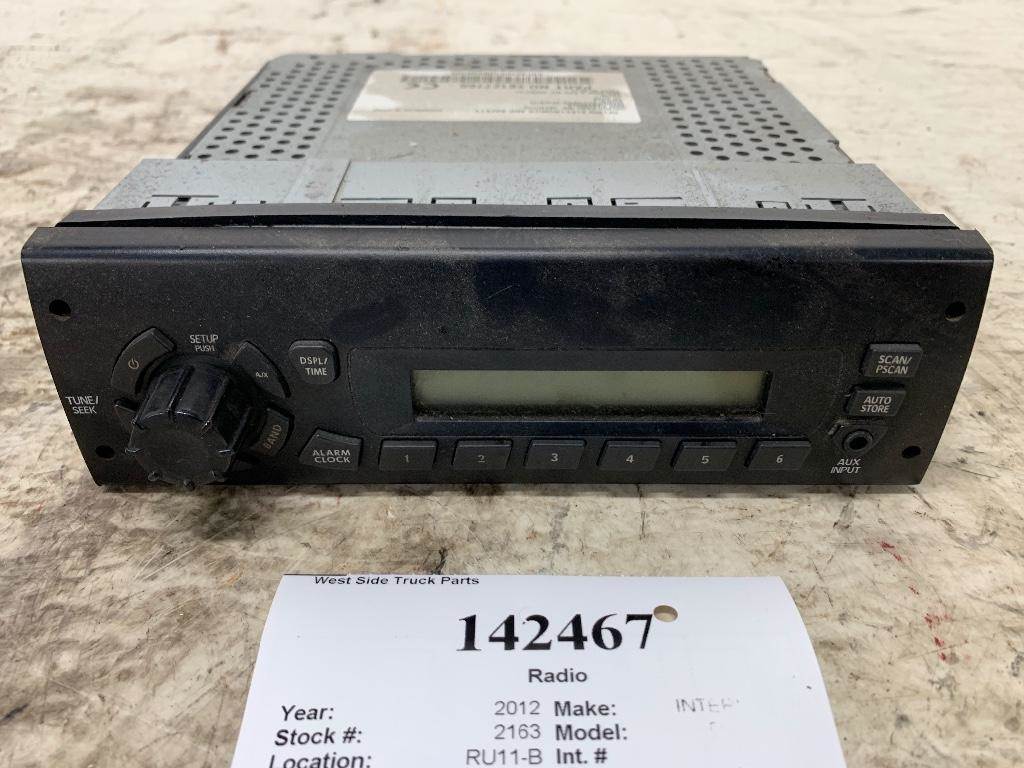 SETUP
PUSH
A/X
DSPL/
TIME
TUNE/
SEEK
BAND
ALARM
CLOCK
1
2
3
4
5
6
SCAN/
PSCAN
AUTO
STORE
AUX
INPUT
West Side Truck Parts
142467
Radio
Year: 2012 Make:
Stock #: 2163 Model:
Location: RU11-B Int. #